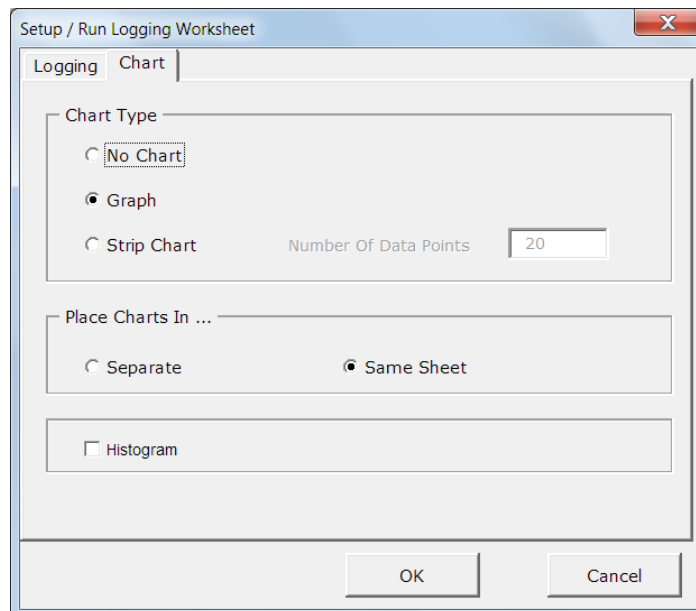 Setup / Run Logging Worksheet
Logging Chart
Chart Type
No Chart
Graph
Strip Chart Number Of Data Points 20
Place Charts In ...
Separate Same Sheet
Histogram
OK Cancel